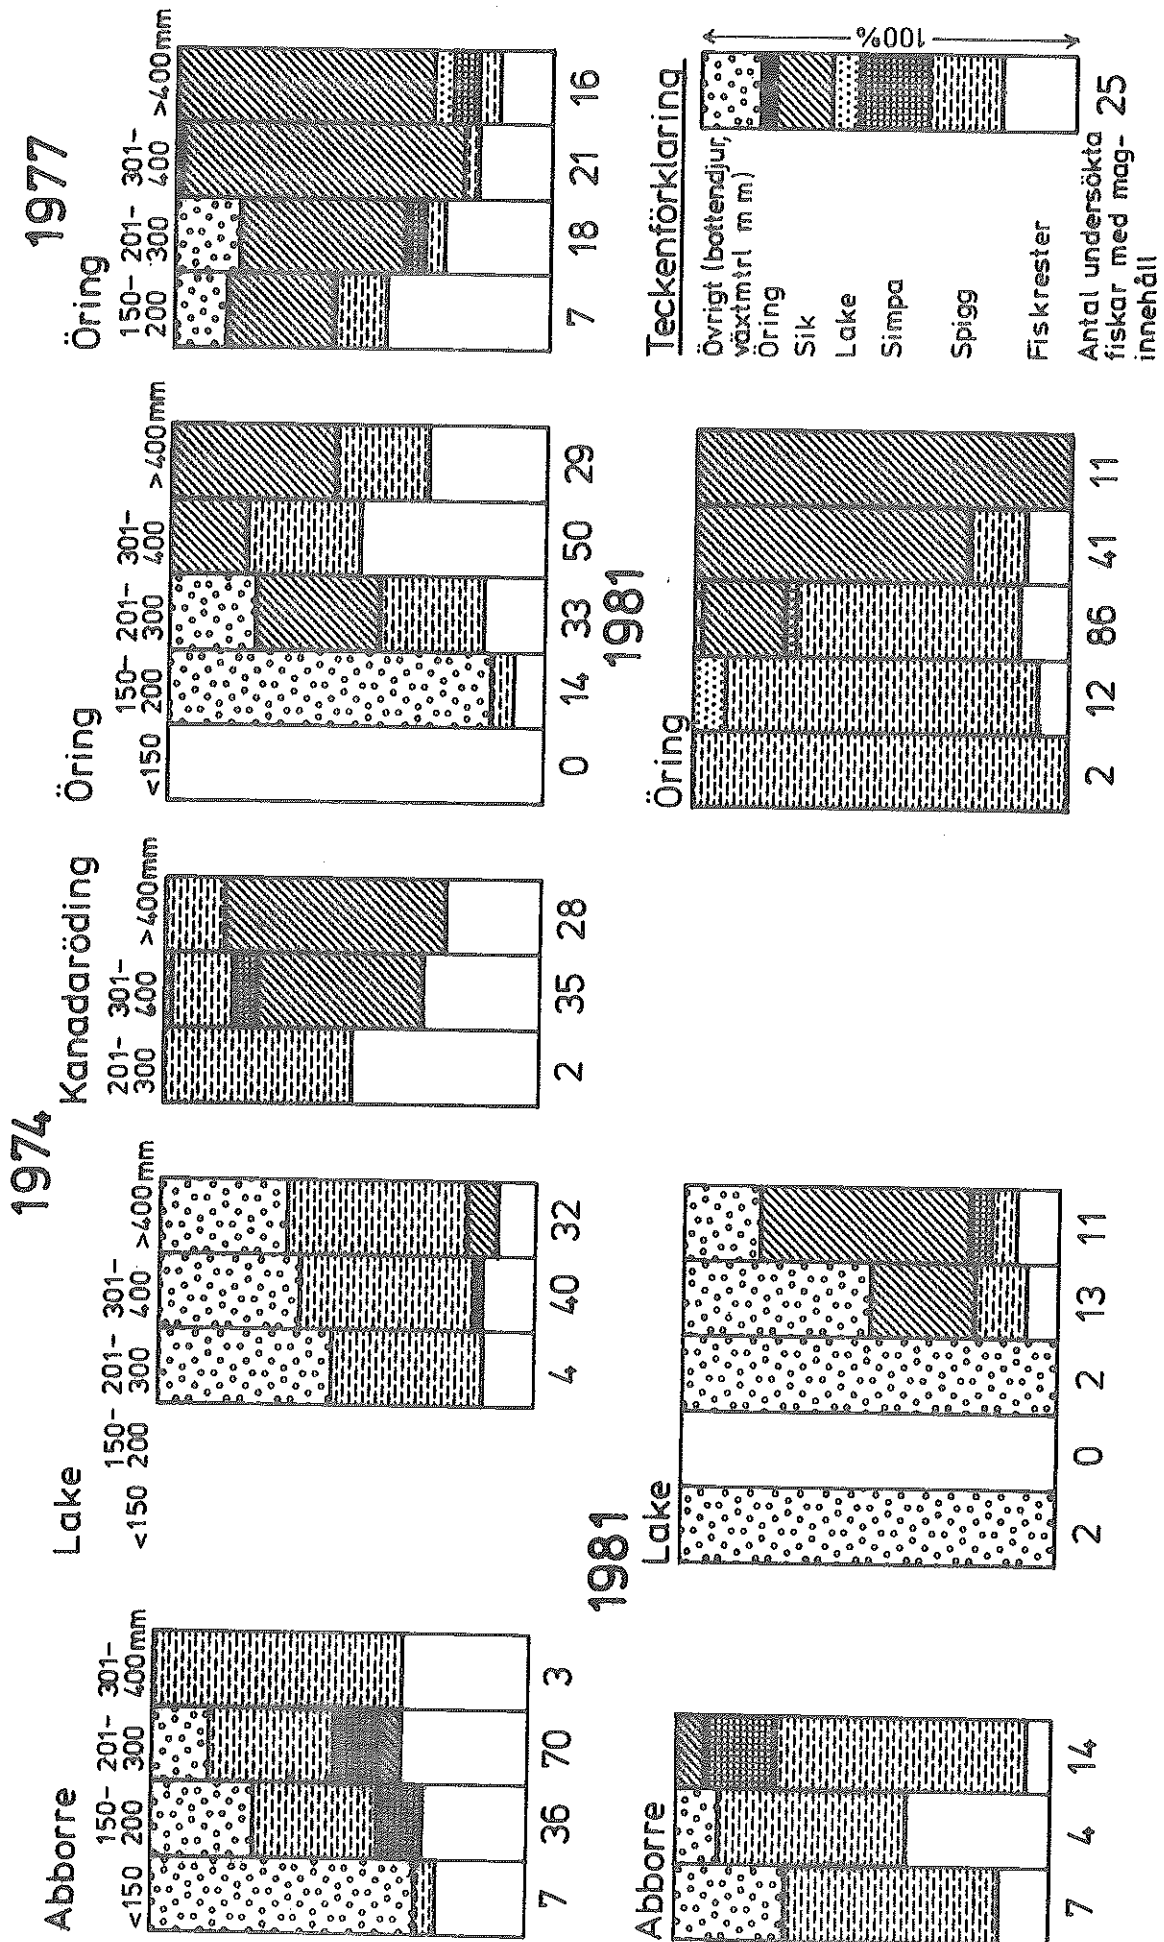 1974
1977
Abborre
<150
150-
200
201-
300
301-
400mm
7
36
70
3
Lake
<150
150-
200
201-
300
301-
400
>400mm
4
40
32
Kanadaröding
201-
300
301-
400
>400mm
2
35
28
Öring
<150
150-
200
201-
300
301-
400
>400mm
0
14
33
50
29
Öring
150-
200
201-
300
301-
400
>400mm
7
18
21
16
1981
Abborre
7
4
14
Lake
2
0
2
13
11
1981
Öring
2
12
86
41
11
Teckenförklaring
Övrigt (bottendjur,
växtmtrl m m)
Öring
Sik
Lake
Simpa
Spigg
Fiskrester
Antal undersökta
fiskar med mag-
innehåll
25
100%